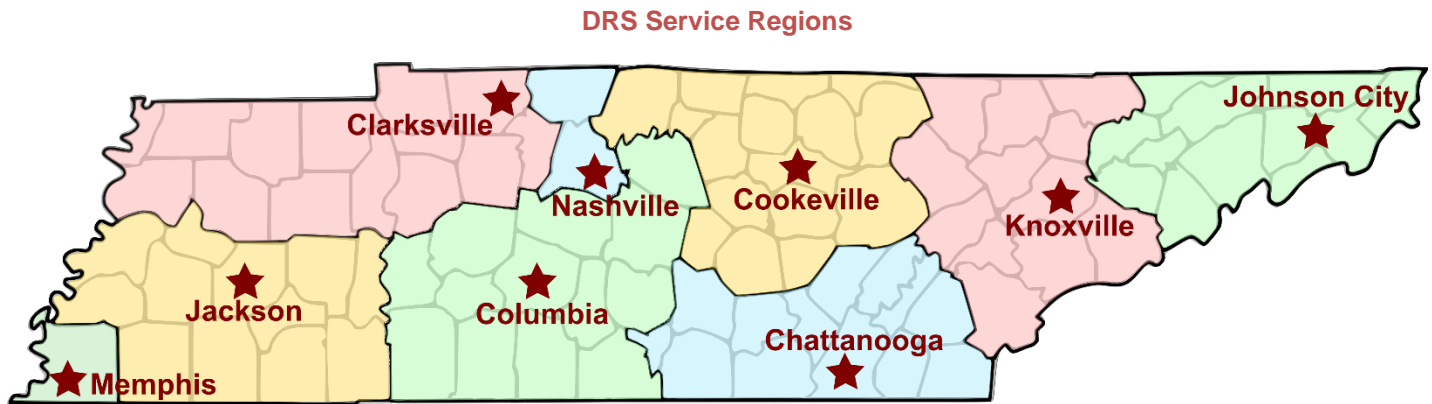 DRS Service Regions
Johnson City
Clarksville
Cookeville
Nashville
Knoxville
Jackson
Columbia
Chattanooga
Memphis